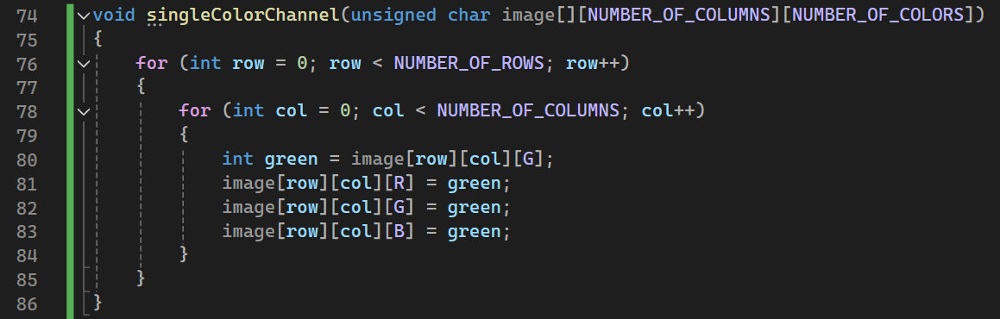 74 void singleColorChannel(unsigned char image[][NUMBER_OF_COLUMNS][NUMBER_OF_COLORS])
75 {
76     for (int row = 0; row < NUMBER_OF_ROWS; row++)
77     {
78         for (int col = 0; col < NUMBER_OF_COLUMNS; col++)
79         {
80             int green = image[row][col][G];
81             image[row][col][R] = green;
82             image[row][col][G] = green;
83             image[row][col][B] = green;
84         }
85     }
86 }